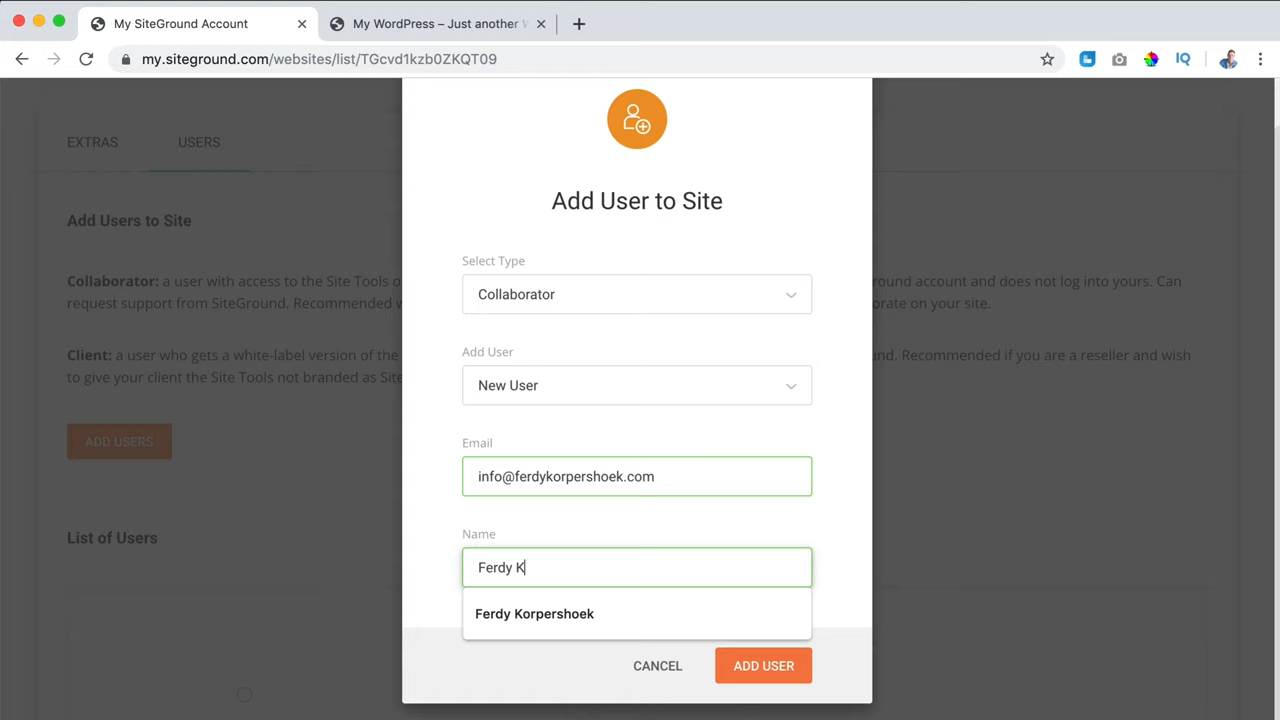 My SiteGround Account
My WordPress – Just another
my.siteground.com/websites/list/TGcvd1kzb0ZKQT09
IQ
EXTRAS
USERS
Add Users to Site
Collaborator: a user with access to the Site Tools
ground account and does not log into yours. Can
request support from SiteGround. Recommended
on your site.
Client: a user who gets a white-label version of the
Recommended if you are a reseller and wish
to give your client the Site Tools not branded as
ADD USERS
List of Users
Add User to Site
Select Type
Collaborator
Add User
New User
Email
info@ferdykorpershoek.com
Name
Ferdy K
Ferdy Korpershoek
CANCEL
ADD USER